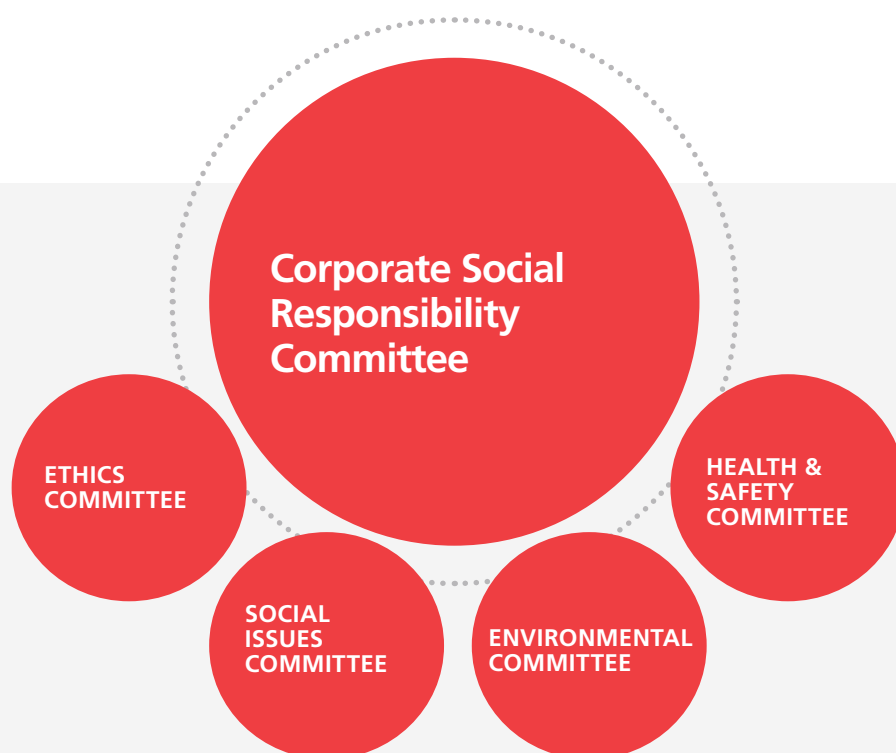 Corporate Social
Responsibility
Committee
ETHICS
COMMITTEE
SOCIAL
ISSUES
COMMITTEE
ENVIRONMENTAL
COMMITTEE
HEALTH &
SAFETY
COMMITTEE